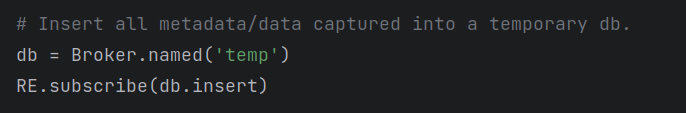 # Insert all metadata/data captured into a temporary db.
db = Broker.named('temp')
RE.subscribe(db.insert)